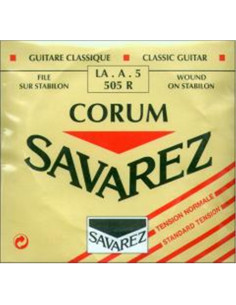 GUITARE CLASSIQUE
CLASSIC GUITAR
FILE
SUR STABILON
LA . A . 5
505 R
WOUND
ON STABILON
CORUM
SAVAREZ
TENSION NORMALE
STANDARD TENSION
SAVAREZ